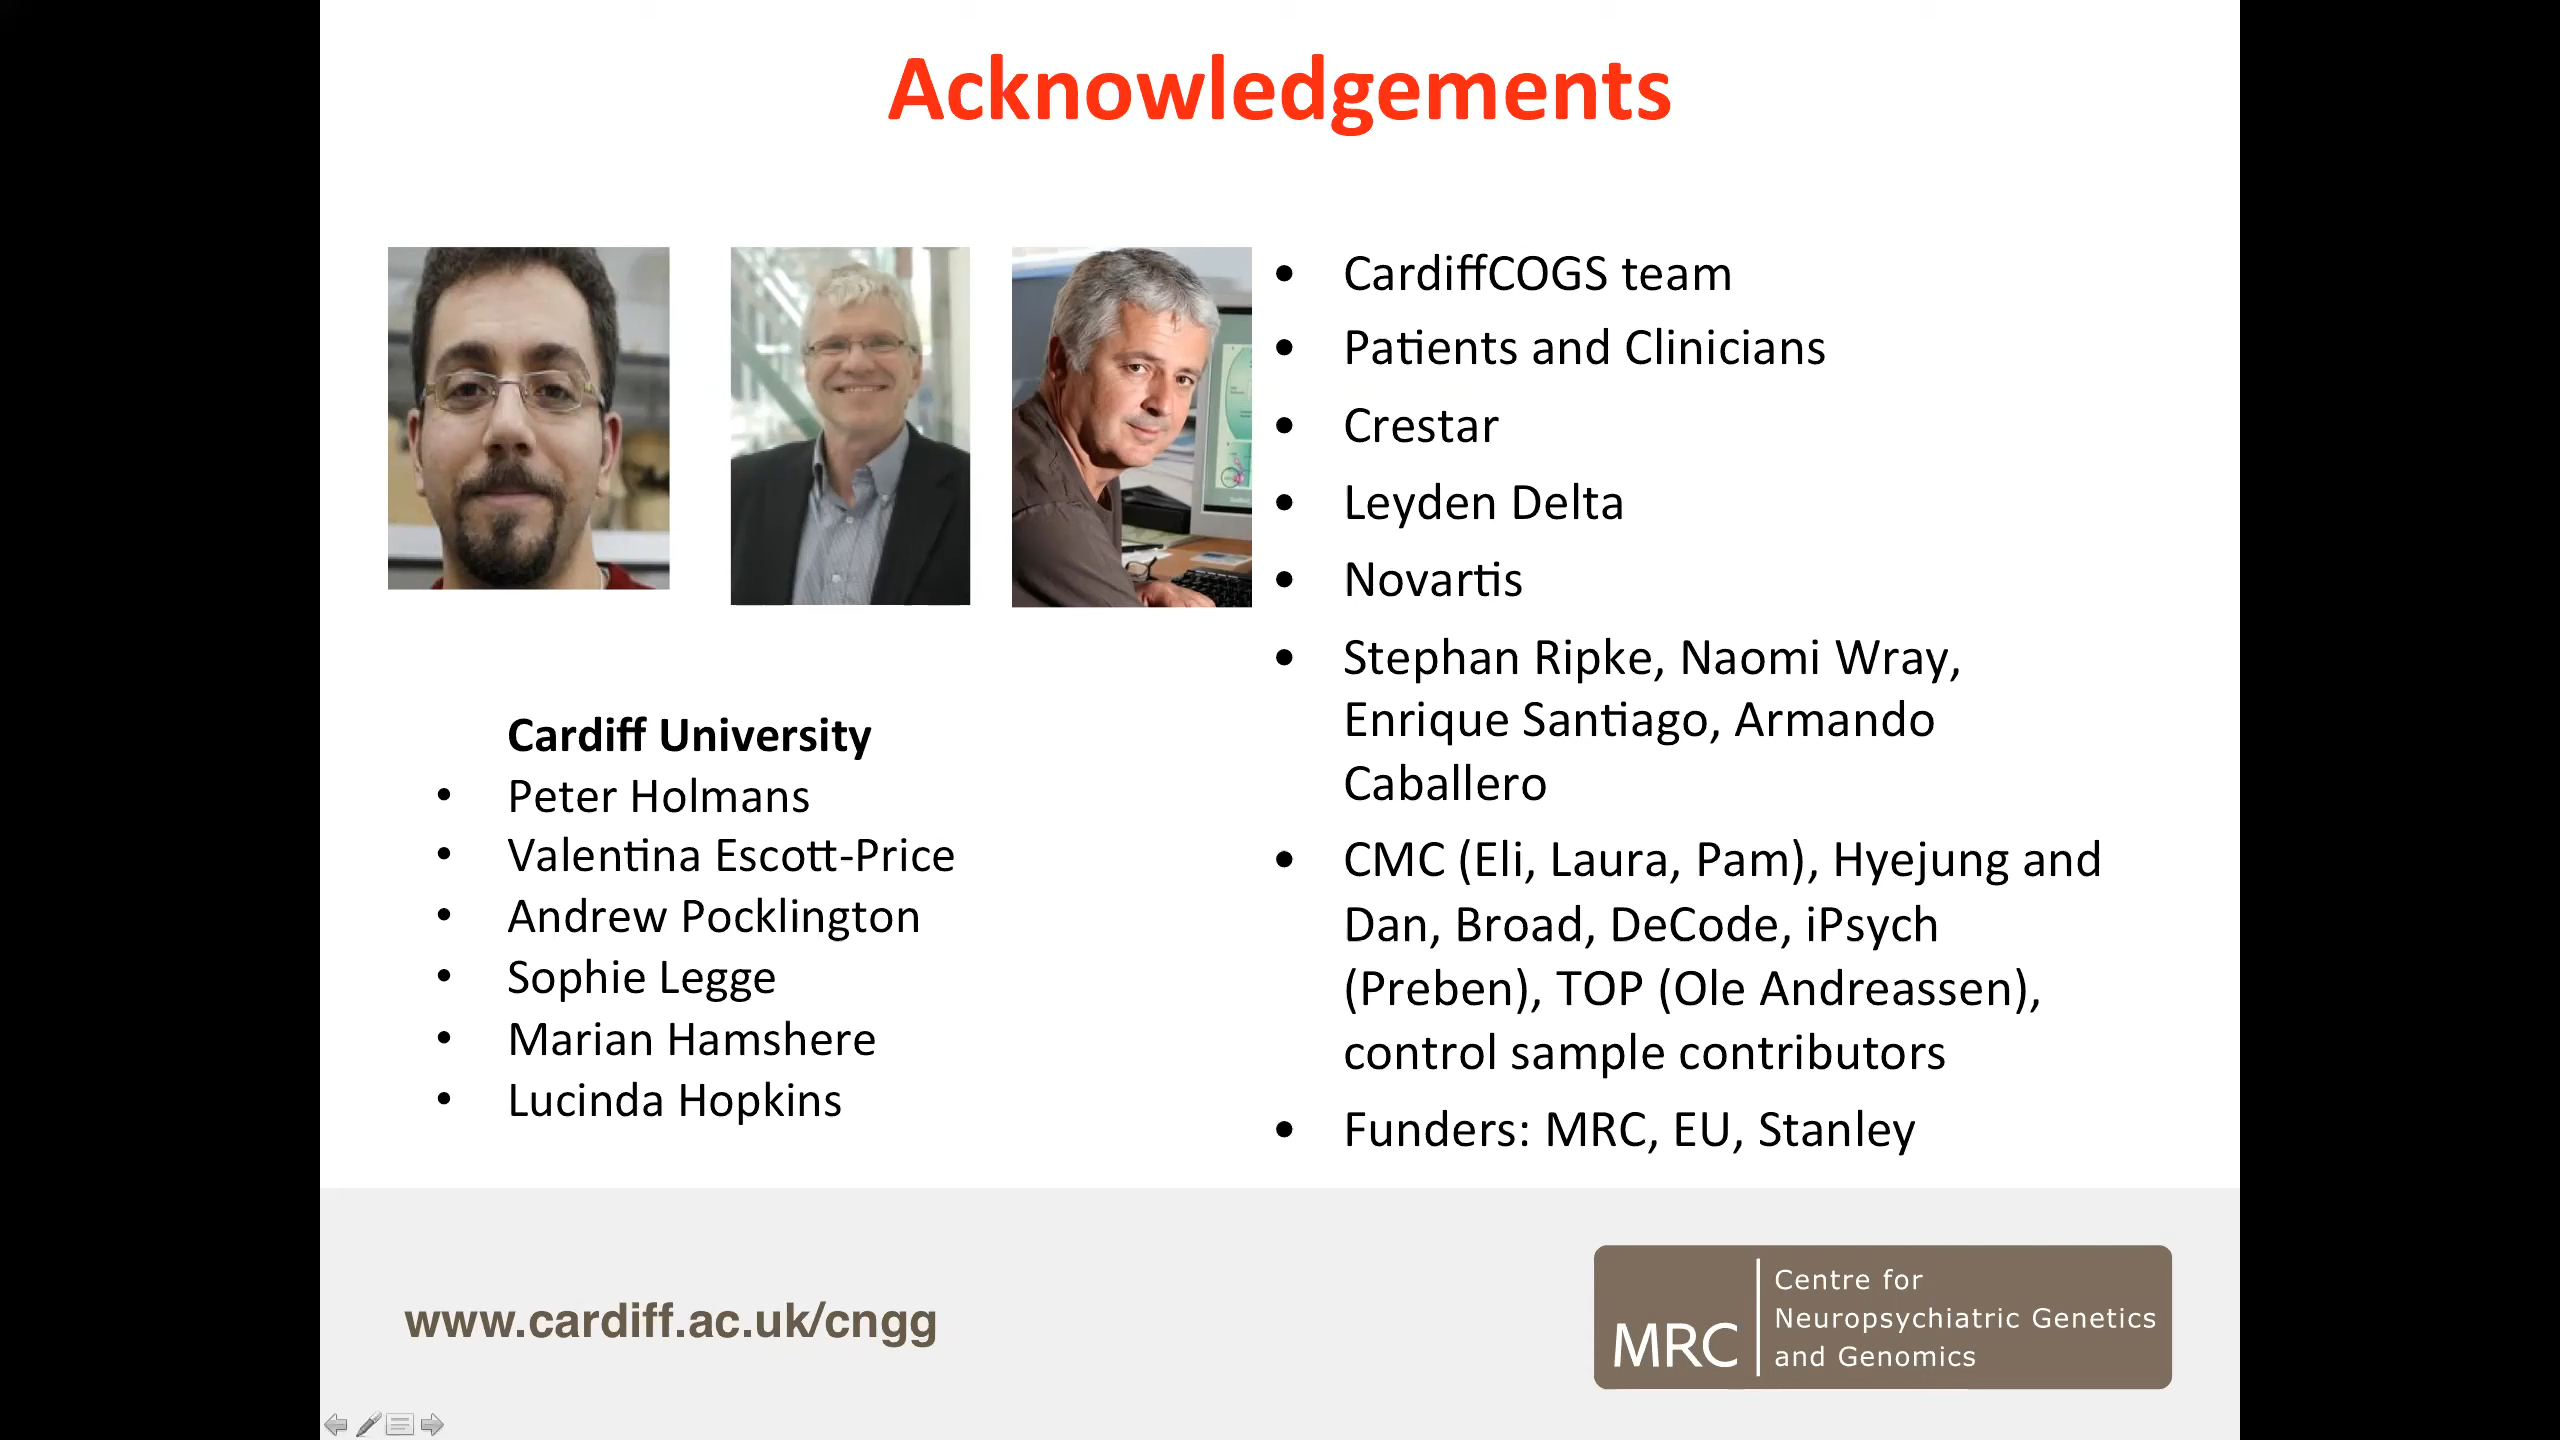 Acknowledgements
Cardiff University
• Peter Holmans
• Valentina Escott-Price
• Andrew Pocklington
• Sophie Legge
• Marian Hamshere
• Lucinda Hopkins
• CardiffCOGS team
• Patients and Clinicians
• Crestar
• Leyden Delta
• Novartis
• Stephan Ripke, Naomi Wray,
Enrique Santiago, Armando
Caballero
• CMC (Eli, Laura, Pam), Hyejung and
Dan, Broad, DeCode, iPsych
(Preben), TOP (Ole Andreassen),
control sample contributors
• Funders: MRC, EU, Stanley
www.cardiff.ac.uk/cngg
MRC
Centre for
Neuropsychiatric Genetics
and Genomics